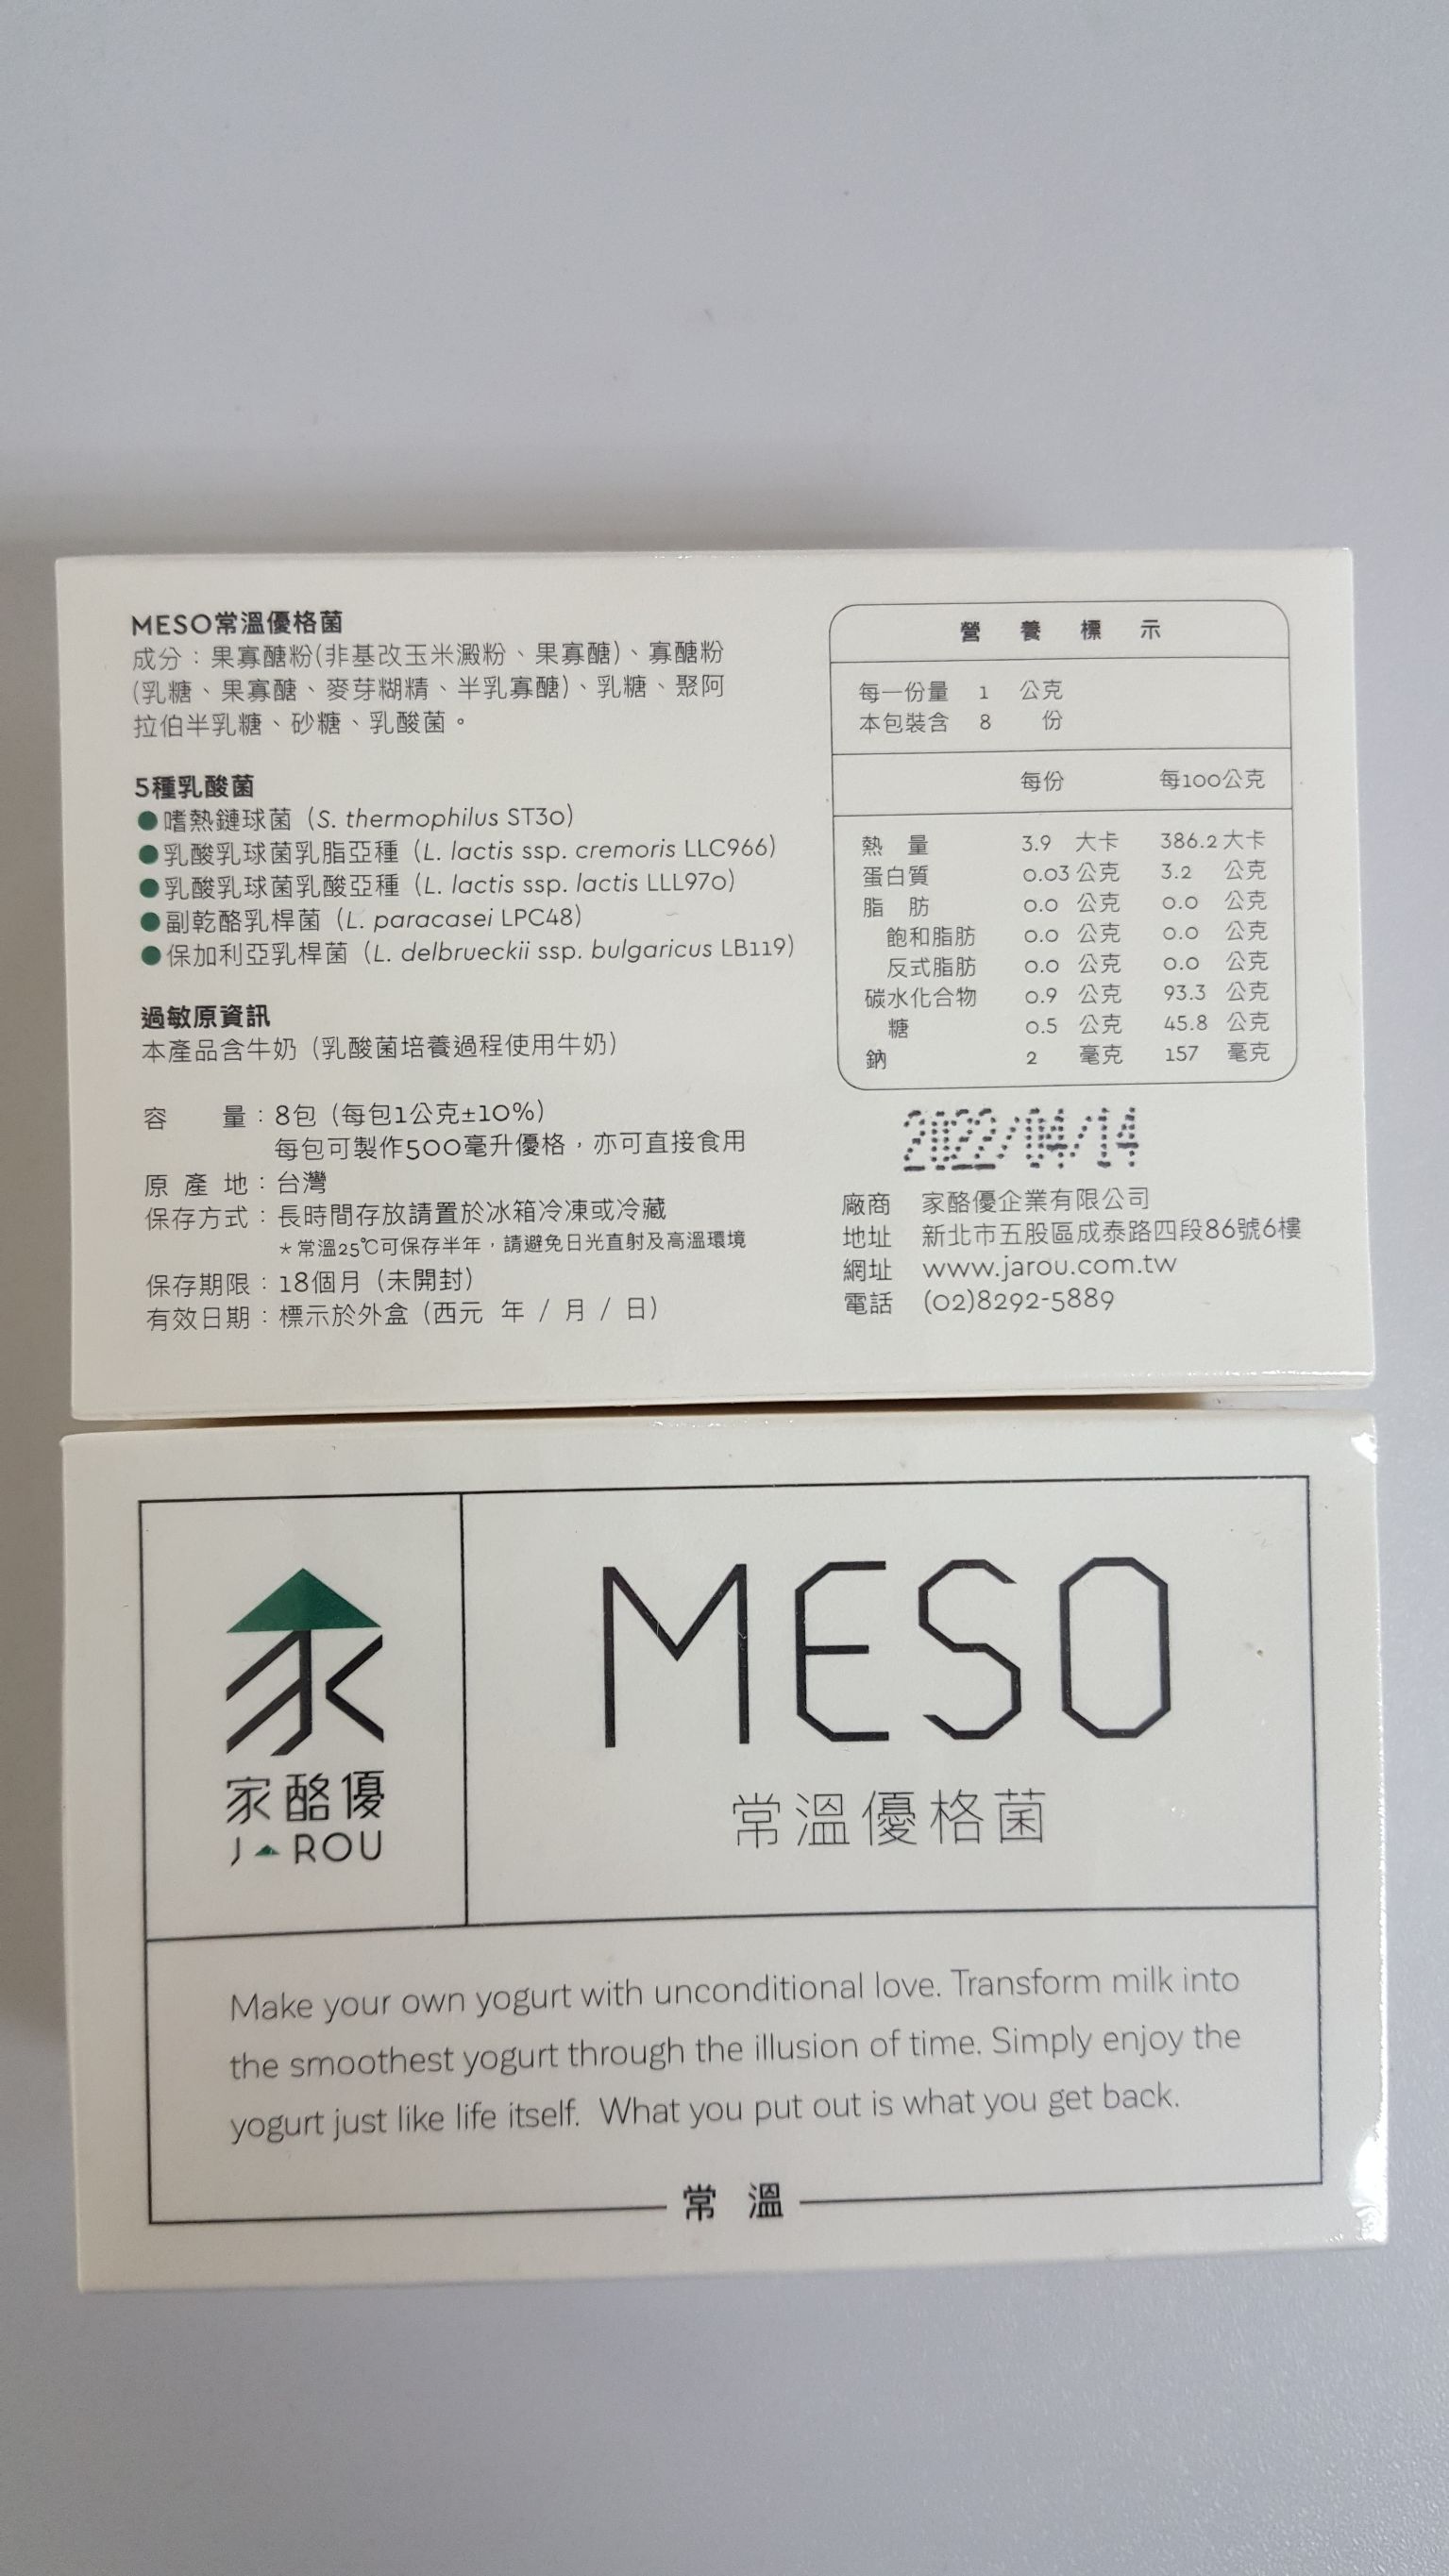 MESO常溫優格菌
成分：果寡醣粉(非基改玉米澱粉、果寡醣)、寡醣粉
(乳糖、果寡醣、麥芽糊精、半乳寡醣)、乳糖、聚阿
拉伯半乳糖、砂糖、乳酸菌。
5種乳酸菌
●嗜熱鏈球菌（S. thermophilus ST30）
●乳酸乳球菌乳脂亞種（L. lactis ssp. cremoris LLC966）
●乳酸乳球菌乳酸亞種（L. lactis ssp. lactis LLL970）
●副乾酪乳桿菌（L. paracasei LPC48）
●保加利亞乳桿菌（L. delbrueckii ssp. bulgaricus LB119）
過敏原資訊
本產品含牛奶（乳酸菌培養過程使用牛奶）
容 量：8包（每包1公克±10%）
每包可製作500毫升優格，亦可直接食用
原 產 地：台灣
保存方式：長時間存放請置於冰箱冷凍或冷藏
＊常溫25℃可保存半年，請避免日光直射及高溫環境
保存期限：18個月（未開封）
有效日期：標示於外盒（西元 年 / 月 / 日）
營 養 標 示
每一份量 1 公克
本包裝含 8 份
每份 每100公克
熱 量 3.9 大卡 386.2 大卡
蛋白質 0.03 公克 3.2 公克
脂 肪 0.0 公克 0.0 公克
飽和脂肪 0.0 公克 0.0 公克
反式脂肪 0.0 公克 0.0 公克
碳水化合物 0.9 公克 93.3 公克
糖 0.5 公克 45.8 公克
鈉 2 毫克 157 毫克
2022/04/14
廠商 家酪優企業有限公司
地址 新北市五股區成泰路四段86號6樓
網址 www.jarou.com.tw
電話 (02)8292-5889
家
家酪優
JAROU
MESO
常溫優格菌
Make your own yogurt with unconditional love. Transform milk into
the smoothest yogurt through the illusion of time. Simply enjoy the
yogurt just like life itself. What you put out is what you get back.
常 溫